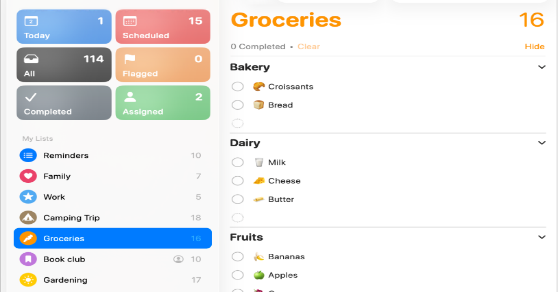 1
Today
15
Scheduled
114
All
0
Flagged
Completed
2
Assigned
My Lists
Reminders 10
Family 7
Work 5
Camping Trip 18
Groceries 16
Book club 10
Gardening 17
Groceries 16
0 Completed • Clear Hide
Bakery
Croissants
Bread
Dairy
Milk
Cheese
Butter
Fruits
Bananas
Apples